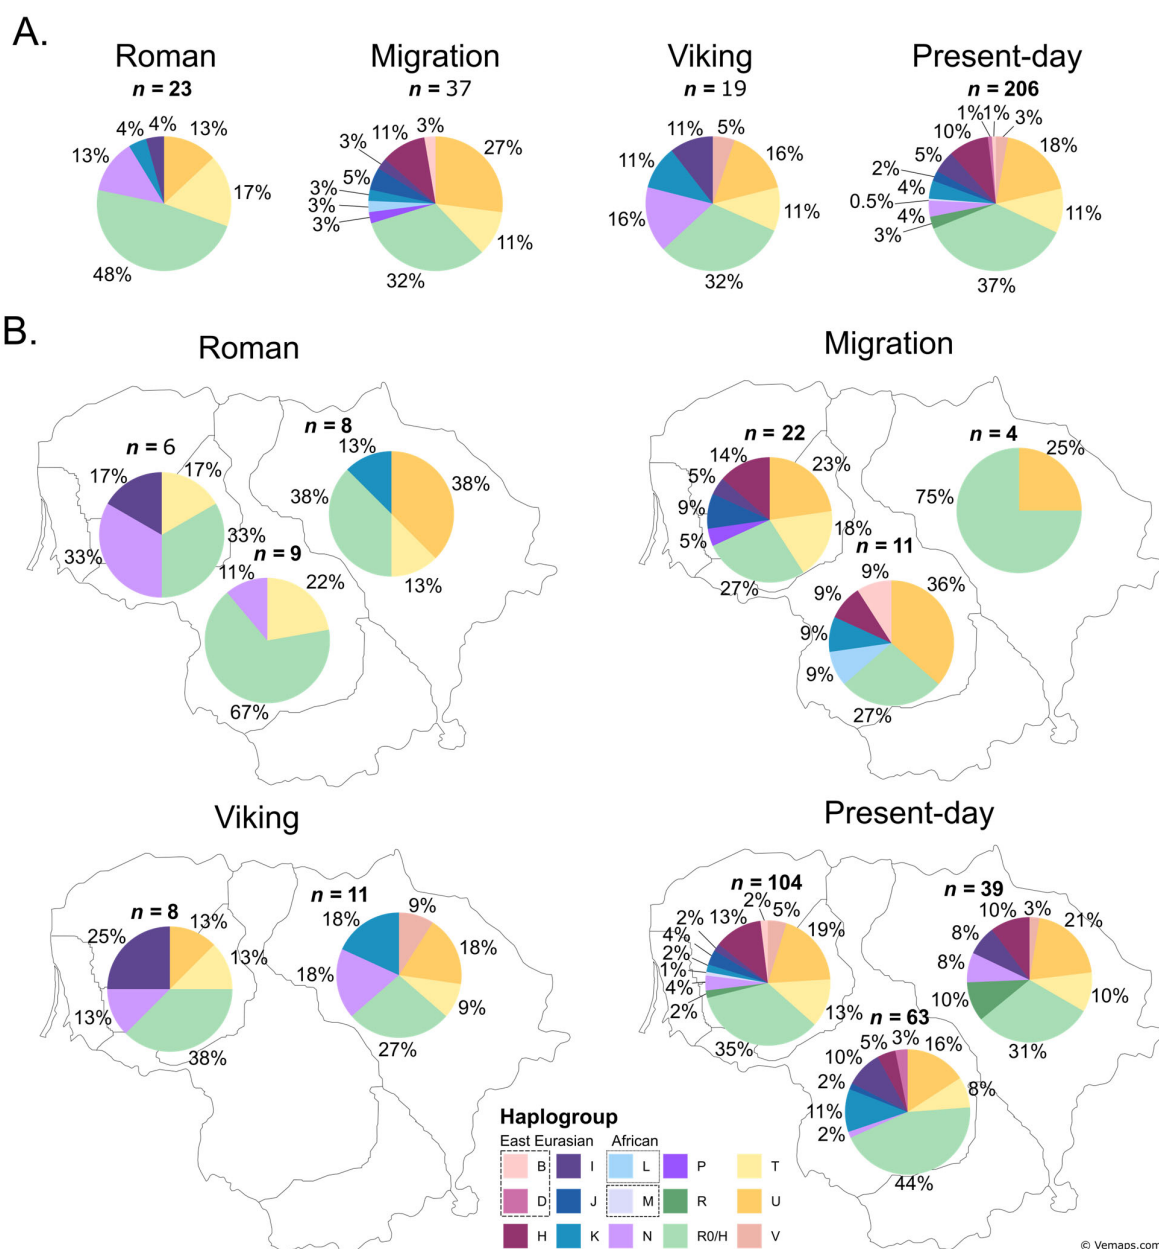 A.
Roman
n = 23
4% 4% 13%
13%
17%
48%
Migration
n = 37
11% 3%
3%
27%
5%
3%
3%
3%
11%
32%
Viking
n = 19
11% 5%
11%
16%
16%
11%
32%
Present-day
n = 206
1% 1% 3%
10%
18%
5%
2%
4%
0.5%
4%
11%
3%
37%
B.
Roman
n = 6
17% 17%
33% 33%
n = 8
13%
38% 38%
13%
n = 9
11% 22%
67%
Migration
n = 22
14% 23%
5%
9%
18%
5%
27%
n = 4
25%
75%
n = 11
9% 36%
9%
9%
9%
27%
Viking
n = 8
25% 13%
13%
13%
38%
n = 11
18% 9%
18%
18%
9%
27%
Present-day
n = 104
2% 5%
2% 13% 19%
4%
2%
1%
4%
2% 13%
35%
n = 39
10% 3% 21%
8%
8%
10% 10%
31%
n = 63
5% 3% 16%
10%
2% 8%
11%
2%
44%
Haplogroup
East Eurasian African
B I L P T
D J M R U
H K N R0/H V
© Vemaps.com